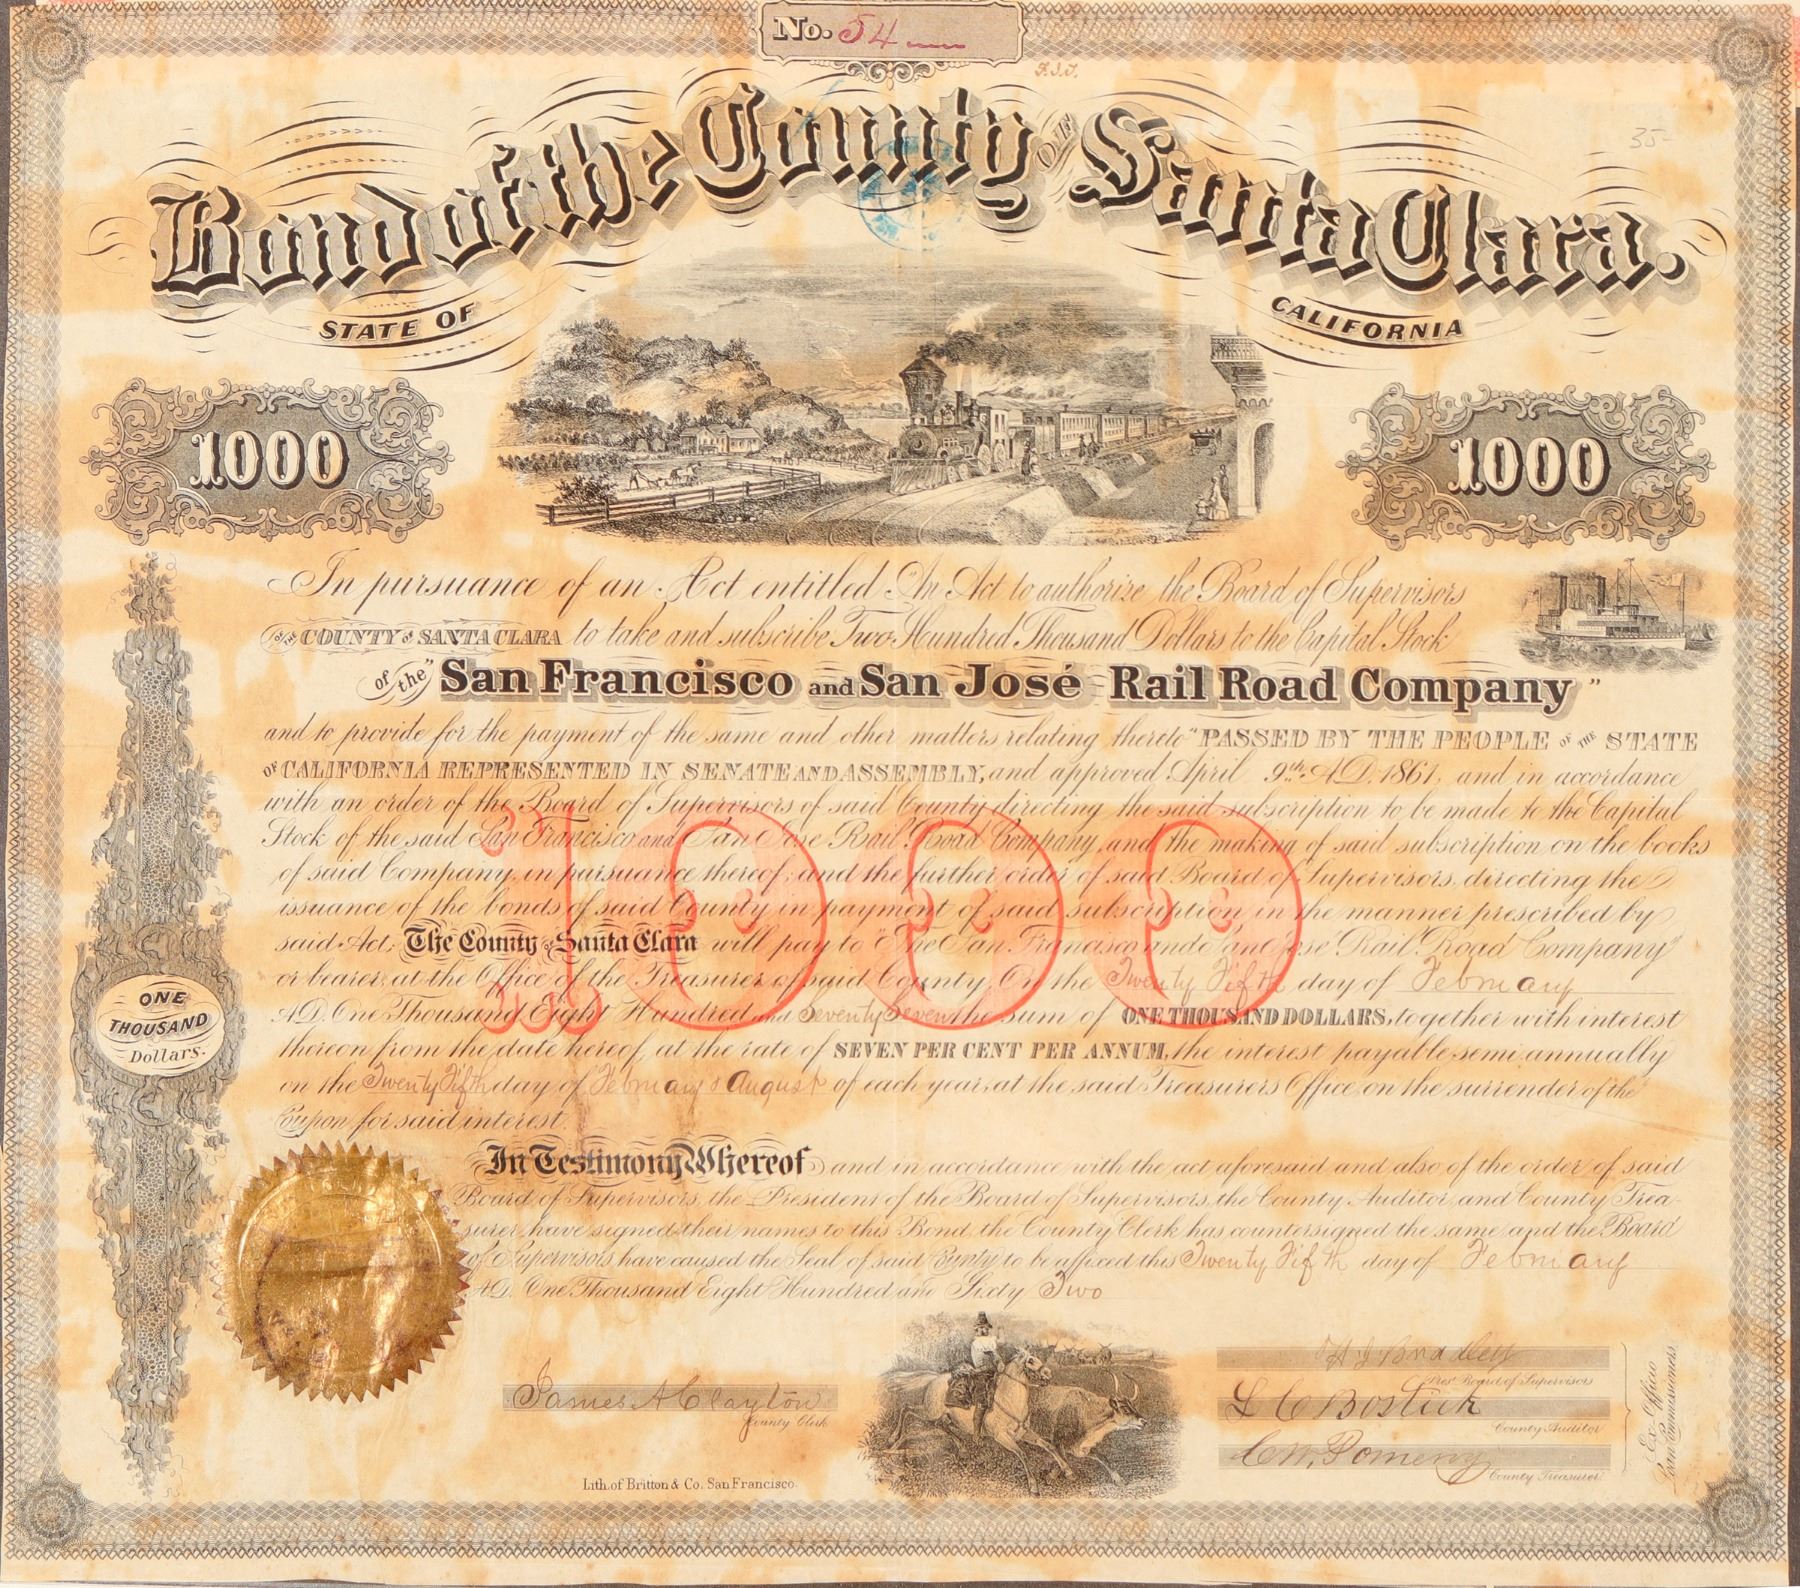 No. 54
F.J.J.
Bond of the County OF Santa Clara.
35-
STATE OF CALIFORNIA
1000 1000
In pursuance of an Act entitled "An Act to authorize the Board of Supervisors
OF THE COUNTY OF SANTA CLARA to take and subscribe Two Hundred Thousand Dollars to the Capital Stock
of the" San Francisco and San José Rail Road Company"
and to provide for the payment of the same and other matters relating thereto" PASSED BY THE PEOPLE OF THE STATE
OF CALIFORNIA REPRESENTED IN SENATE AND ASSEMBLY, and approved April 9th A.D. 1861, and in accordance
with an order of the Board of Supervisors of said County directing the said subscription to be made to the Capital
Stock of the said San Francisco and San Jose Rail Road Company, and the making of said subscription on the books
of said Company, in pursuance thereof; and the further order of said Board of Supervisors, directing the
issuance of the bonds of said County in payment of said subscription in the manner prescribed by
said Act, The County of Santa Clara will pay to "The San Francisco and San Jose Rail Road Company"
or bearer, at the Office of the Treasurer of said County, On the Twenty Fifth day of February
A.D. One Thousand Eight Hundred and Seventy Seven the sum of ONE THOUSAND DOLLARS, together with interest
thereon from the date hereof, at the rate of SEVEN PER CENT PER ANNUM, the interest payable semi annually
on the Twenty Fifth day of February & August of each year, at the said Treasurers Office, on the surrender of the
Coupon for said interest.
1000
ONE
THOUSAND
Dollars.
In Testimony Whereof, and in accordance with the act aforesaid and also of the order of said
Board of Supervisors, the President of the Board of Supervisors, the County Auditor, and County Trea-
surer, have signed their names to this Bond, the County Clerk has countersigned the same and the Board
of Supervisors have caused the Seal of said County to be affixed this Twenty Fifth day of February
A.D. One Thousand Eight Hundred and Sixty Two
James A Clayton
County Clerk
H J Bradley
Pres' Board of Supervisors
L C Bostick
County Auditor
C W. Pomeroy
County Treasurer
Ex. Officio
Loan Commissioners
Lith. of Britton & Co. San Francisco.